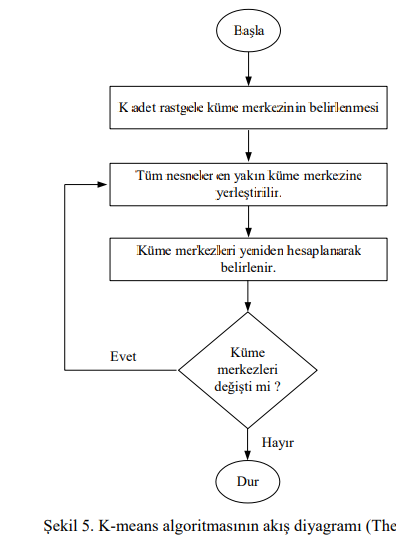 Başla
K adet rastgele küme merkezinin belirlenmesi
Tüm nesneler en yakın küme merkezine
yerleştirilir.
Küme merkezleri yeniden hesaplanarak
belirlenir.
Evet
Küme
merkezleri
değişti mi ?
Hayır
Dur
Şekil 5. K-means algoritmasının akış diyagramı (The